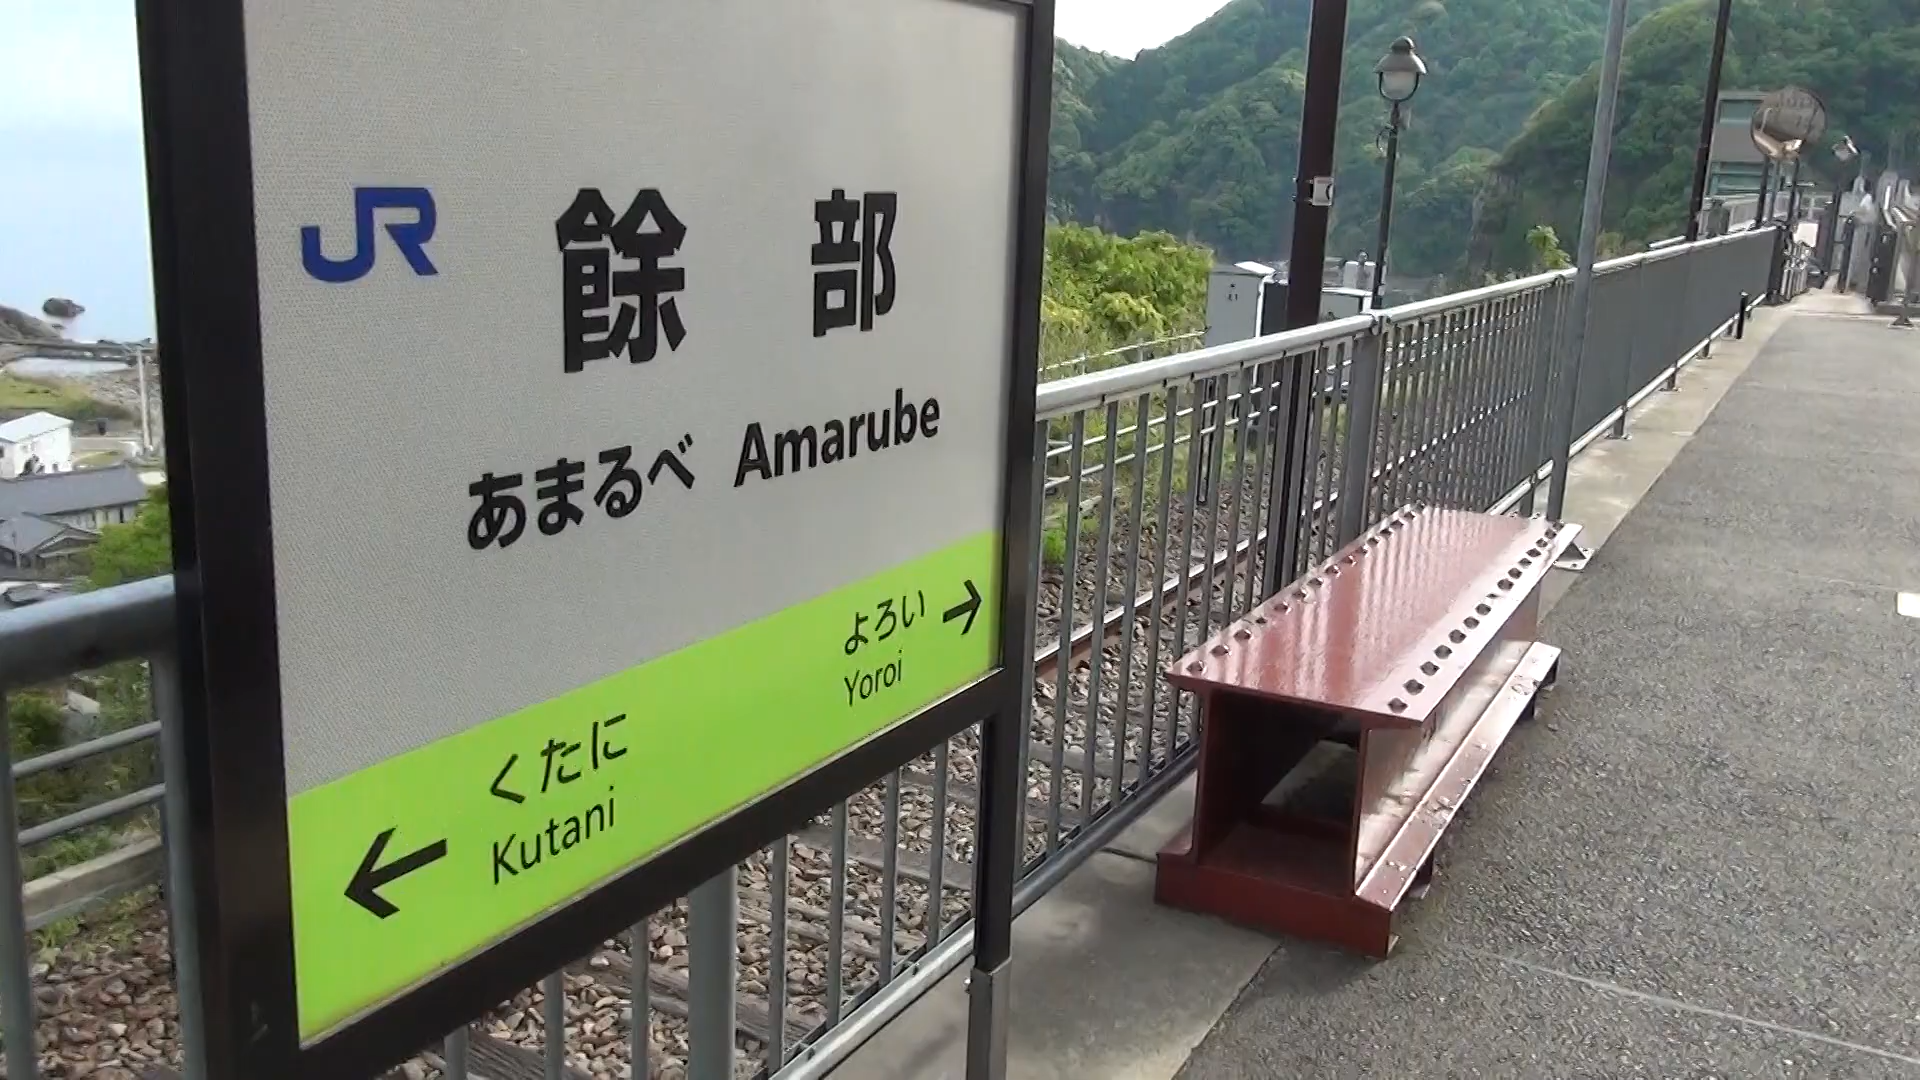 JR 餘部
あまるべ Amarube
よろい →
Yoroi
くたに
← Kutani